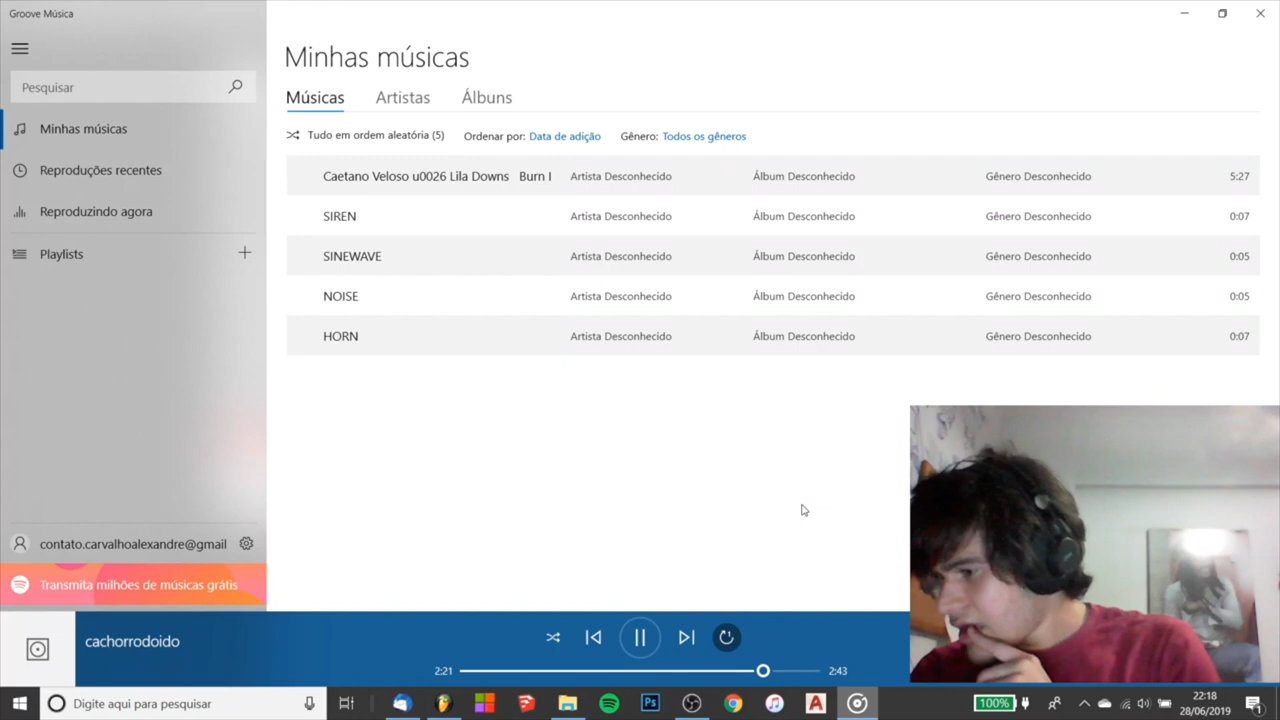 Groove Música
Pesquisar
Minhas músicas
Reproduções recentes
Reproduzindo agora
Playlists
contato.carvalhoalexandre@gmail
Transmita milhões de músicas grátis
Minhas músicas
Músicas Artistas Álbuns
Tudo em ordem aleatória (5) Ordenar por: Data de adição Gênero: Todos os gêneros
Caetano Veloso u0026 Lila Downs Burn I Artista Desconhecido Álbum Desconhecido Gênero Desconhecido 5:27
SIREN Artista Desconhecido Álbum Desconhecido Gênero Desconhecido 0:07
SINEWAVE Artista Desconhecido Álbum Desconhecido Gênero Desconhecido 0:05
NOISE Artista Desconhecido Álbum Desconhecido Gênero Desconhecido 0:05
HORN Artista Desconhecido Álbum Desconhecido Gênero Desconhecido 0:07
cachorrodoido
2:21 2:43
Digite aqui para pesquisar
Ps
100%
22:18
28/06/2019
1